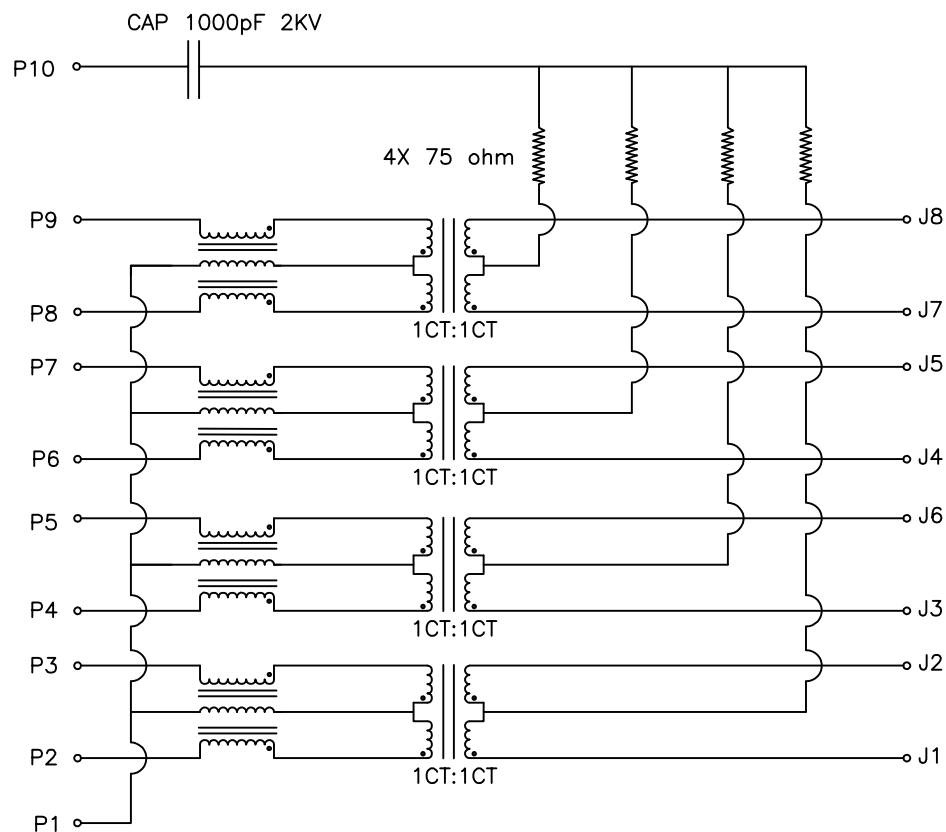 CAP 1000pF 2KV
P10
4X 75 ohm
P9
J8
P8
J7
1CT:1CT
P7
J5
P6
J4
1CT:1CT
P5
J6
P4
J3
1CT:1CT
P3
J2
P2
J1
1CT:1CT
P1